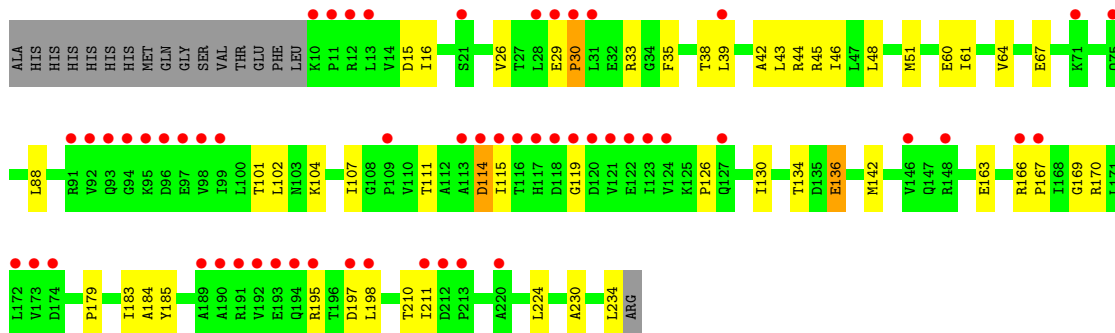 ALA HIS HIS HIS HIS HIS HIS MET GLN GLY SER VAL THR GLU PHE LEU K10 P11 R12 L13 V14 D15 I16 S21 V26 T27 L28 E29 P30 L31 E32 R33 G34 F35 T38 L39 A42 L43 R44 R45 I46 L47 L48 M51 E60 I61 V64 E67 K71 Q75
L88 R91 V92 Q93 G94 K95 D96 E97 V98 I99 L100 T101 L102 N103 K104 I107 G108 P109 V110 T111 A112 A113 D114 I115 T116 H117 D118 G119 D120 V121 E122 I123 V124 K125 P126 Q127 I130 T134 D135 E136 M142 V146 Q147 R148 E163 R166 P167 I168 G169 R170 L171
L172 V173 D174 P179 I183 A184 Y185 A189 A190 R191 V192 E193 Q194 R195 T196 D197 L198 T210 I211 D212 P213 A220 L224 A230 L234 ARG